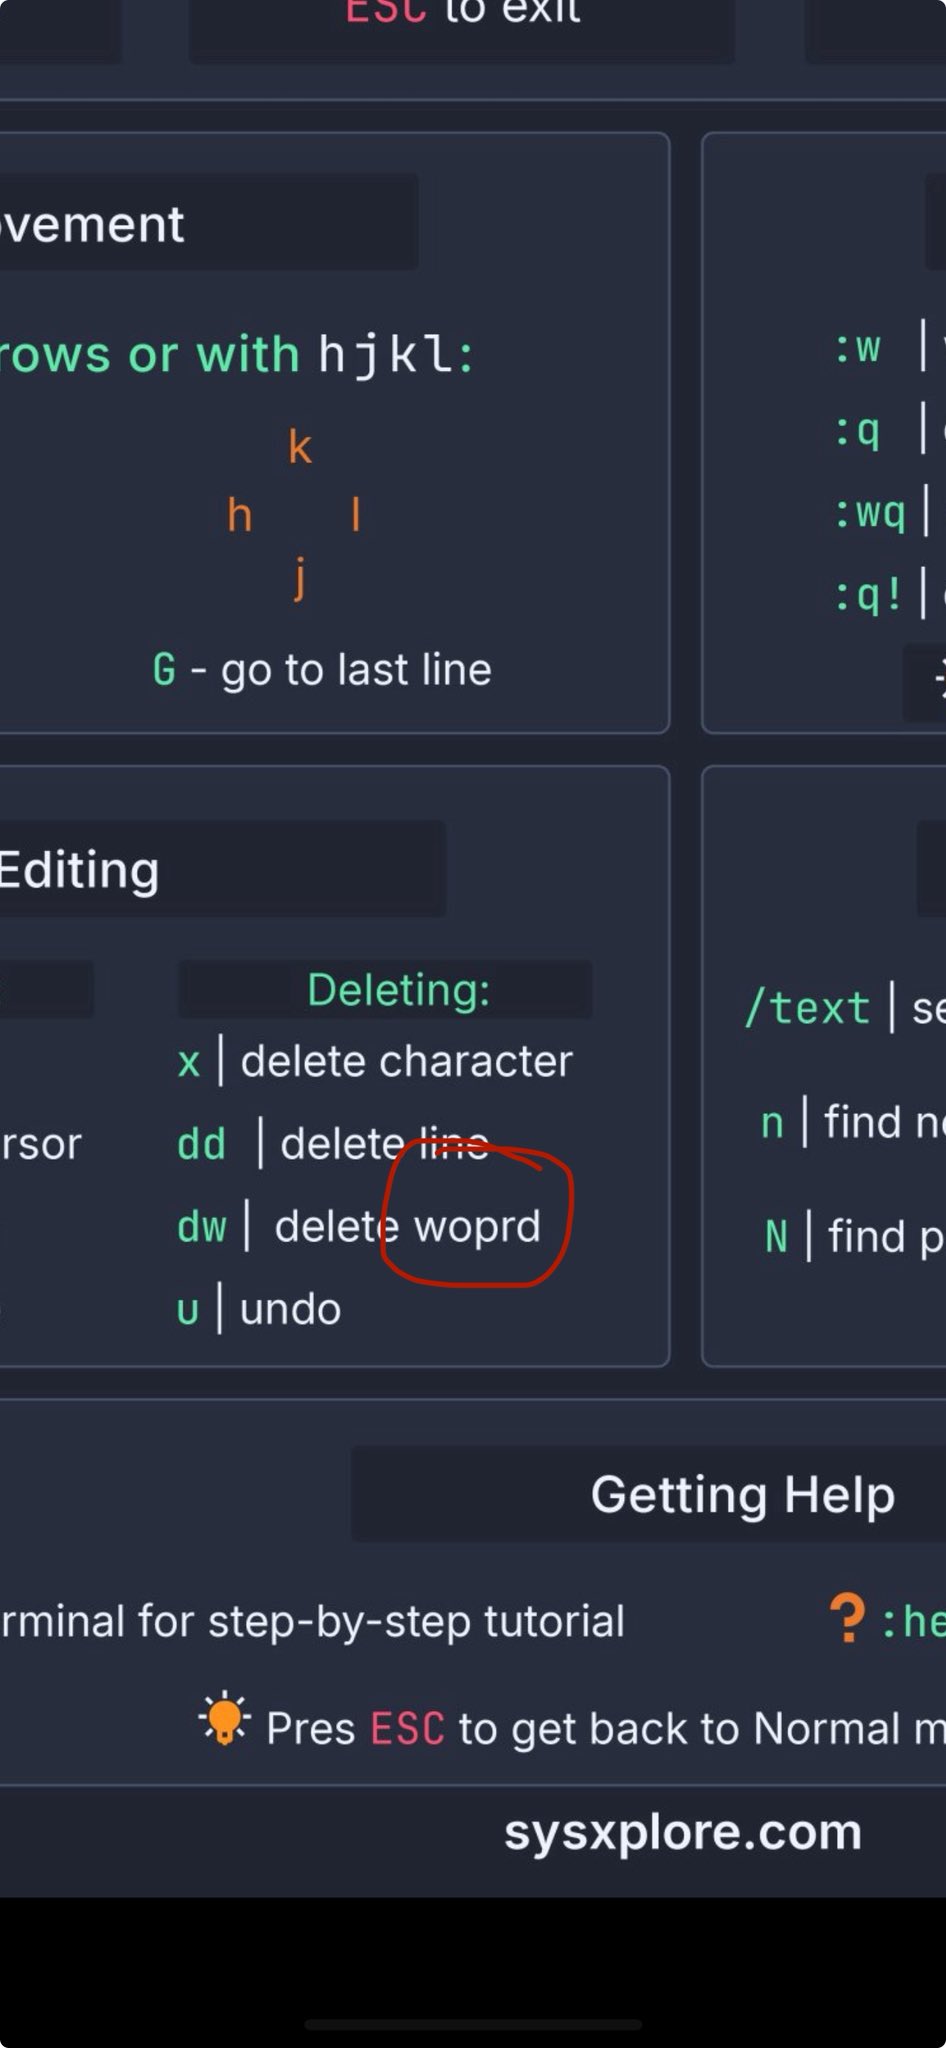 ESC to exit
ovement
rows or with hjkl:
k
h l
j
G - go to last line
:w |
:q |
:wq |
:q! |
Editing
Deleting:
x | delete character
dd | delete line
dw | delete woprd
u | undo
rsor
/text | se
n | find ne
N | find p
Getting Help
rminal for step-by-step tutorial
? :he
Pres ESC to get back to Normal m
sysxplore.com